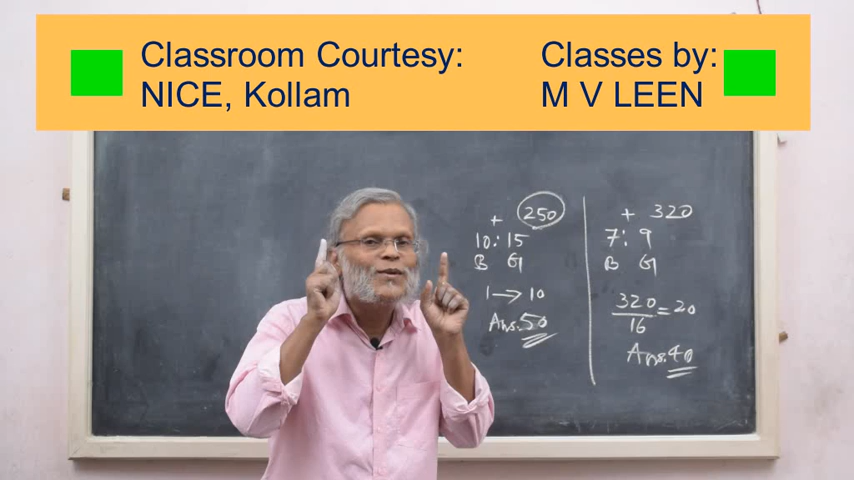 Classroom Courtesy:
NICE, Kollam
Classes by:
M V LEEN
+ 250
10:15
B G
1 → 10
Ans. 50
+ 320
7:9
B G
320/16 = 20
Ans. 40